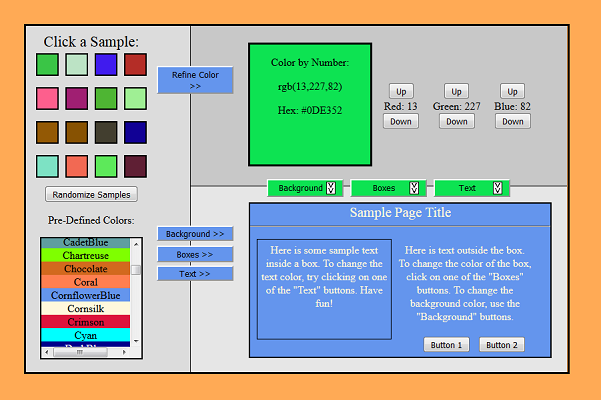 Click a Sample:
Refine Color
>>
Randomize Samples
Pre-Defined Colors:
CadetBlue
Chartreuse
Chocolate
Coral
CornflowerBlue
Cornsilk
Crimson
Cyan
DarkBlue
Background >>
Boxes >>
Text >>
Color by Number:
rgb(13,227,82)
Hex: #0DE352
Up
Red: 13
Down
Up
Green: 227
Down
Up
Blue: 82
Down
Background
Boxes
Text
Sample Page Title
Here is some sample text
inside a box. To change the
text color, try clicking on one
of the "Text" buttons. Have
fun!
Here is text outside the box.
To change the color of the box,
click on one of the "Boxes"
buttons. To change the
background color, use the
"Background" buttons.
Button 1
Button 2